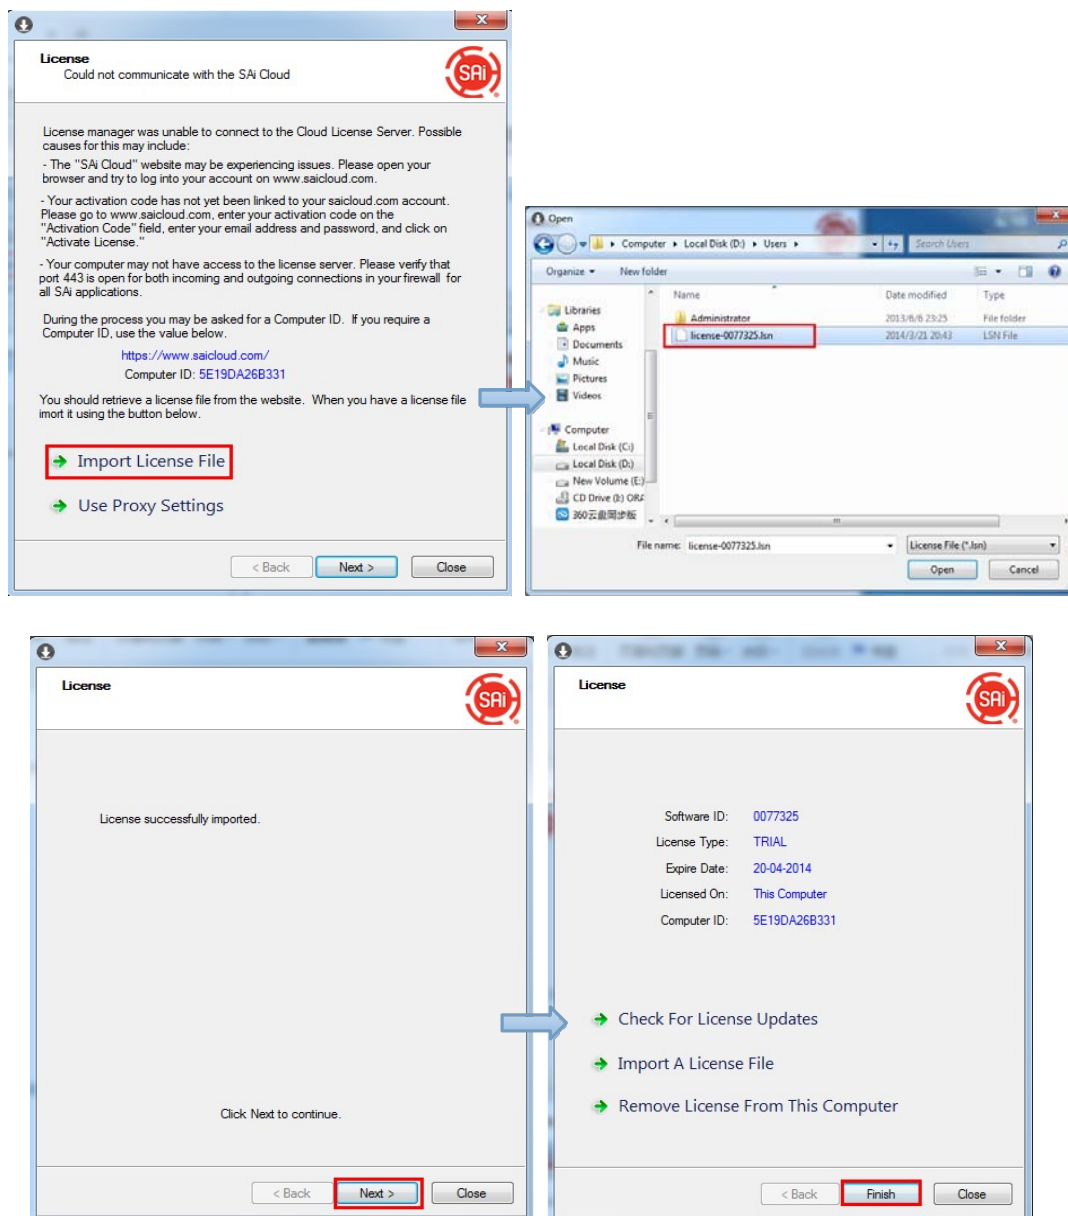 SAi
License
Could not communicate with the SAi Cloud
SAi
License manager was unable to connect to the Cloud License Server. Possible
causes for this may include:
- The "SAi Cloud" website may be experiencing issues. Please open your
browser and try to log into your account on www.saicloud.com.
- Your activation code has not yet been linked to your saicloud.com account.
Please go to www.saicloud.com, enter your activation code on the
"Activation Code" field, enter your email address and password, and click on
"Activate License."
- Your computer may not have access to the license server. Please verify that
port 443 is open for both incoming and outgoing connections in your firewall for
all SAi applications.
During the process you may be asked for a Computer ID. If you require a
Computer ID, use the value below.
https://www.saicloud.com/
Computer ID: 5E19DA26B331
You should retrieve a license file from the website. When you have a license file
imort it using the button below.
Import License File
Use Proxy Settings
< Back Next > Close
Open
Computer Local Disk (D:) Users Search Users
Organize New folder
Name Date modified Type
Libraries
Apps
Documents
Music
Pictures
Videos
Computer
Local Disk (C:)
Local Disk (D:)
New Volume (E:)
CD Drive (I:) ORA
360云盘同步版
Administrator 2013/6/6 23:25 File folder
license-0077325.lsn 2014/3/21 20:43 LSN File
File name: license-0077325.lsn License File (*.lsn)
Open Cancel
License
SAi
License successfully imported.
Click Next to continue.
< Back Next > Close
License
SAi
Software ID: 0077325
License Type: TRIAL
Expire Date: 20-04-2014
Licensed On: This Computer
Computer ID: 5E19DA26B331
Check For License Updates
Import A License File
Remove License From This Computer
< Back Finish Close